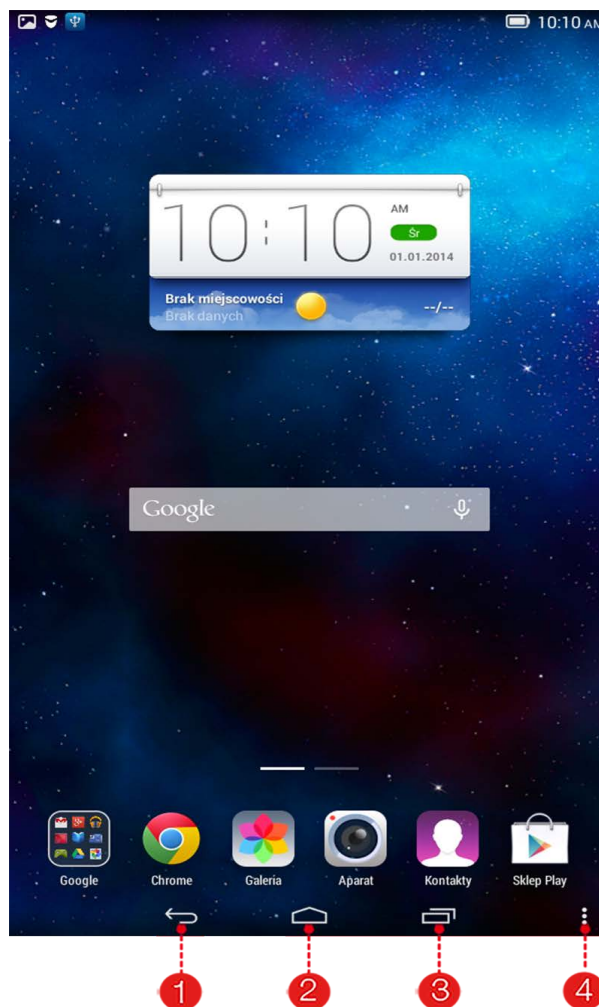 10:10 AM
10:10
AM
Śr
01.01.2014
Brak miejscowości
Brak danych
--/--
Google
Google
Chrome
Galeria
Aparat
Kontakty
Sklep Play
1
2
3
4